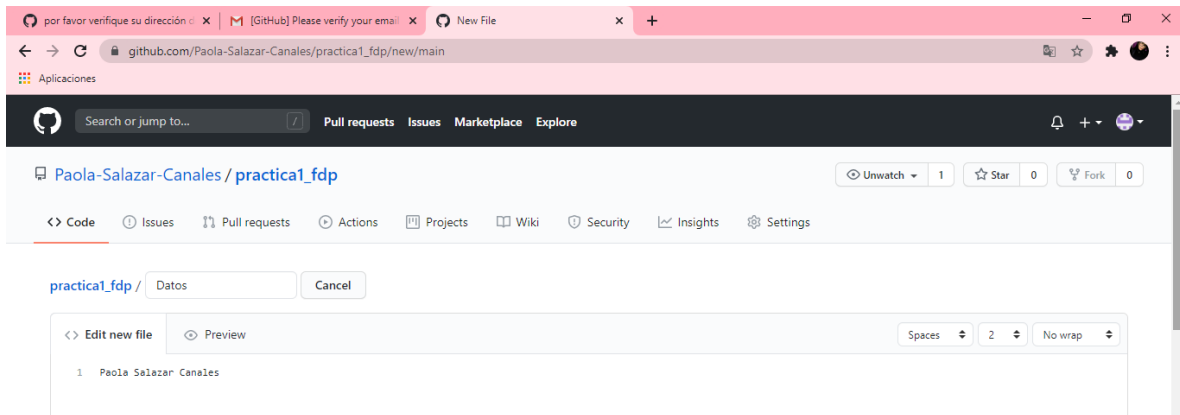 por favor verifique su dirección d
[GitHub] Please verify your email
New File
github.com/Paola-Salazar-Canales/practica1_fdp/new/main
Aplicaciones
Search or jump to... /
Pull requests Issues Marketplace Explore
Paola-Salazar-Canales / practica1_fdp
Unwatch 1 Star 0 Fork 0
<> Code Issues Pull requests Actions Projects Wiki Security Insights Settings
practica1_fdp / Datos Cancel
<> Edit new file Preview Spaces 2 No wrap
1 Paola Salazar Canales